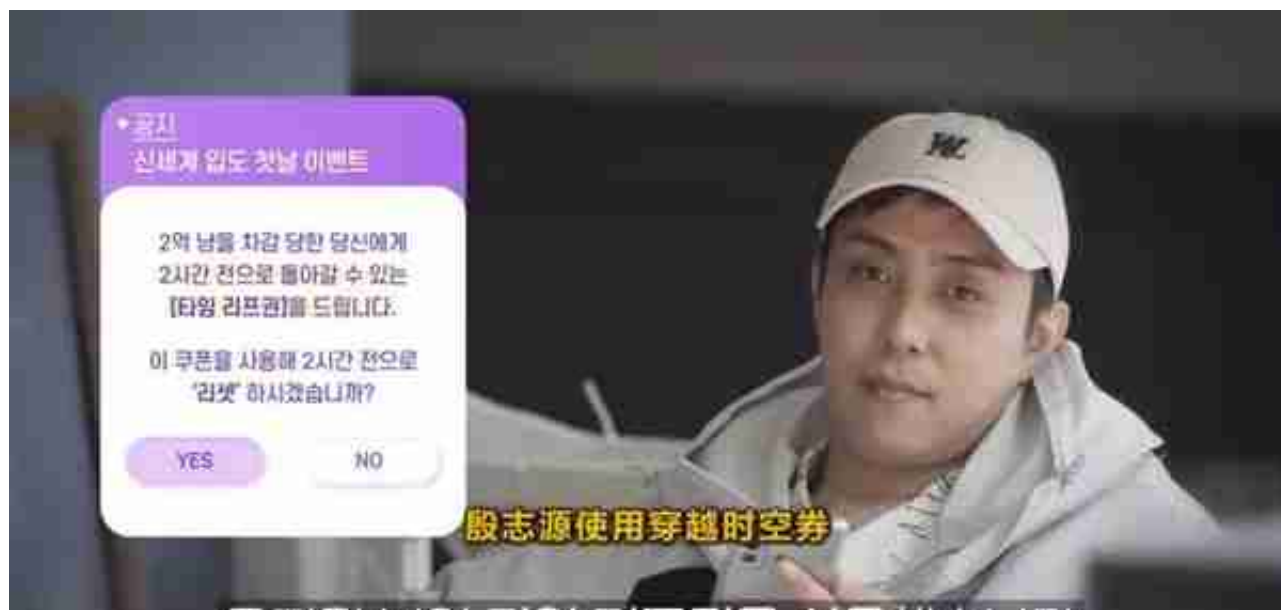 공지
신세계 입도 첫날 이벤트
2억 냥을 차감 당한 당신에게
2시간 전으로 돌아갈 수 있는
[타임 리프권]을 드립니다.
이 쿠폰을 사용해 2시간 전으로
‘리셋’ 하시겠습니까?
YES
NO
殷志源使用穿越时空券